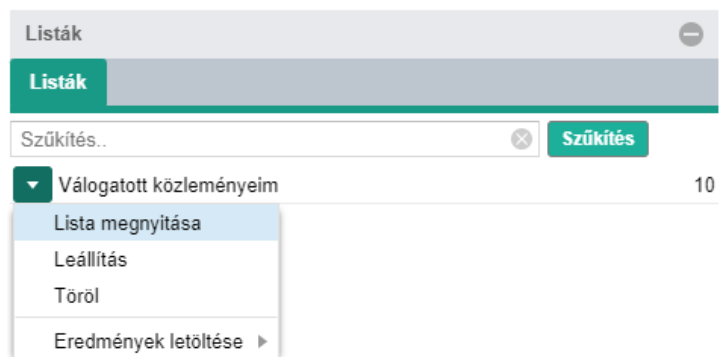 Listák
Listák
Szűkítés..
Szűkítés
Válogatott közleményeim 10
Lista megnyitása
Leállítás
Töröl
Eredmények letöltése